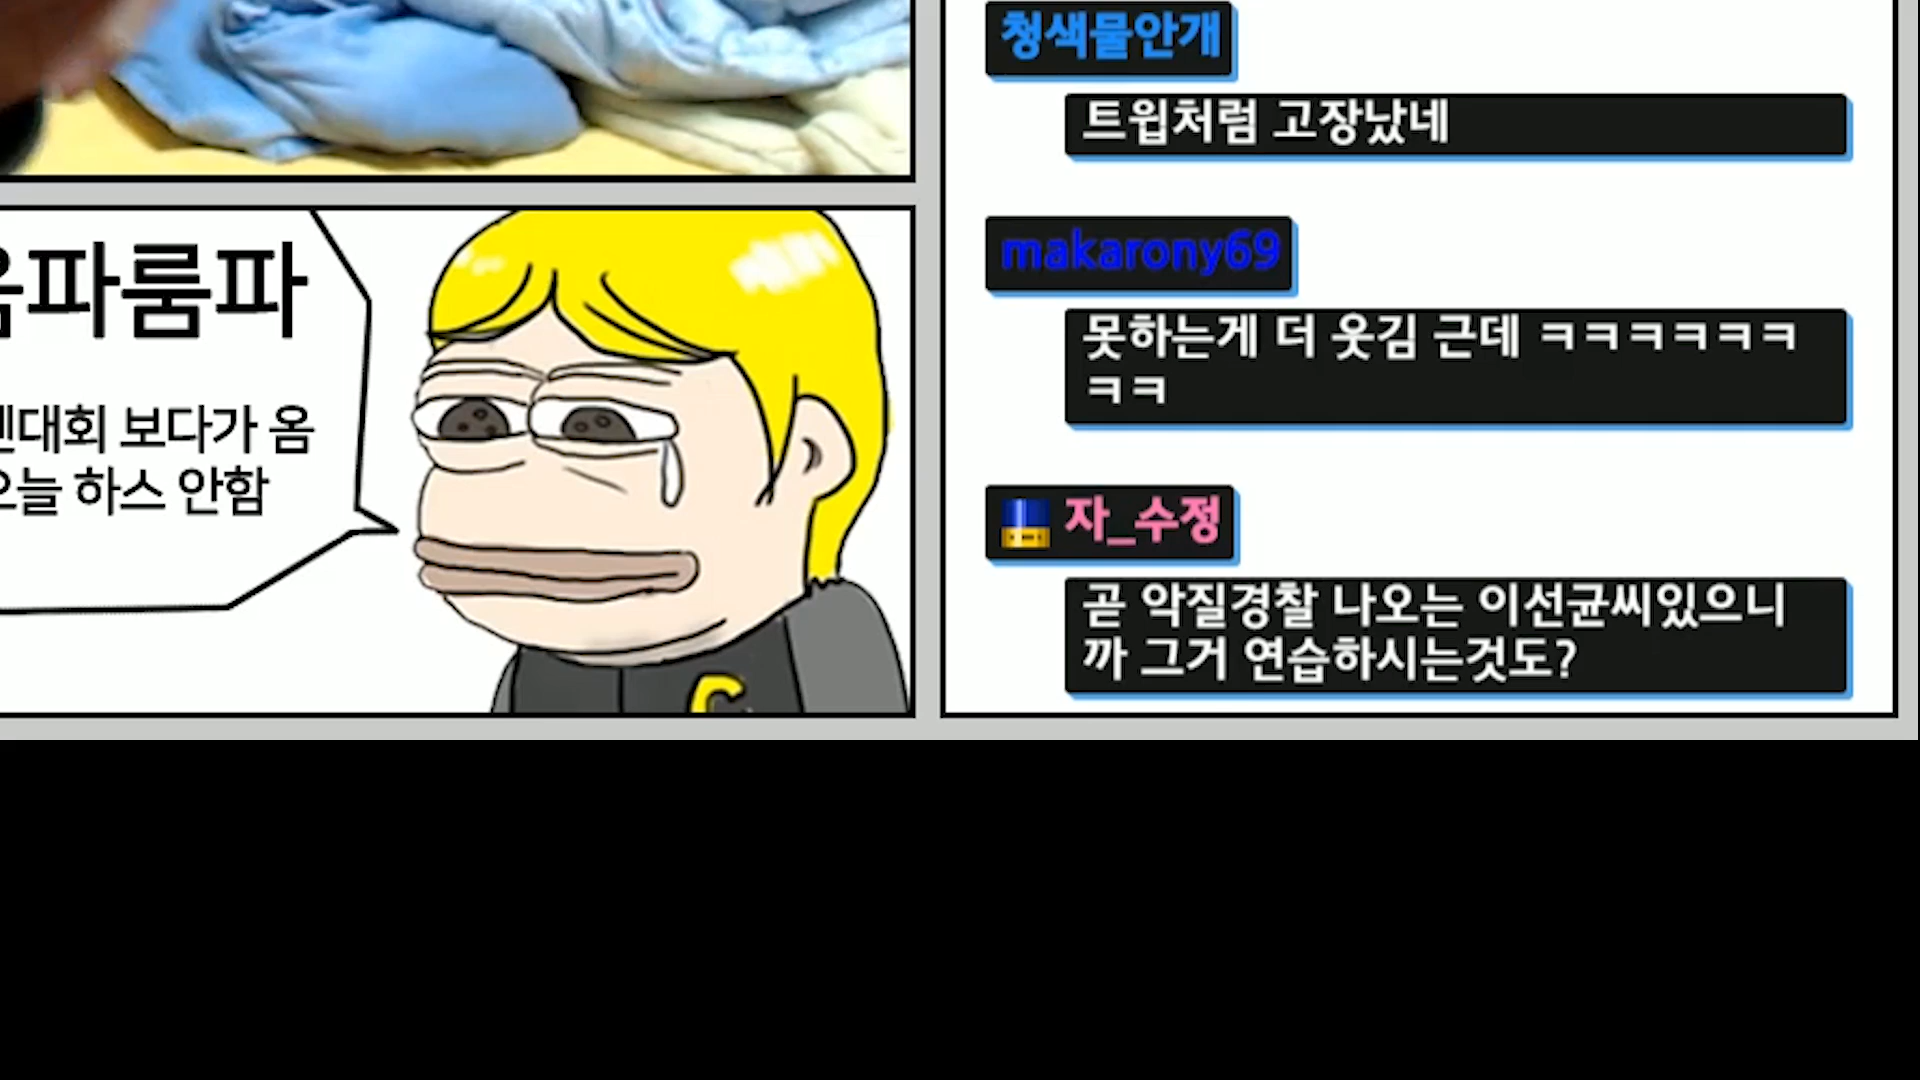 움파룸파
대회 보다가 옴
오늘 하스 안함
청색물안개
트윕처럼 고장났네
makarony69
못하는게 더 웃김 근데 ㅋㅋㅋㅋㅋㅋ
ㅋㅋ
자_수정
곧 악질경찰 나오는 이선균씨있으니
까 그거 연습하시는것도?
C